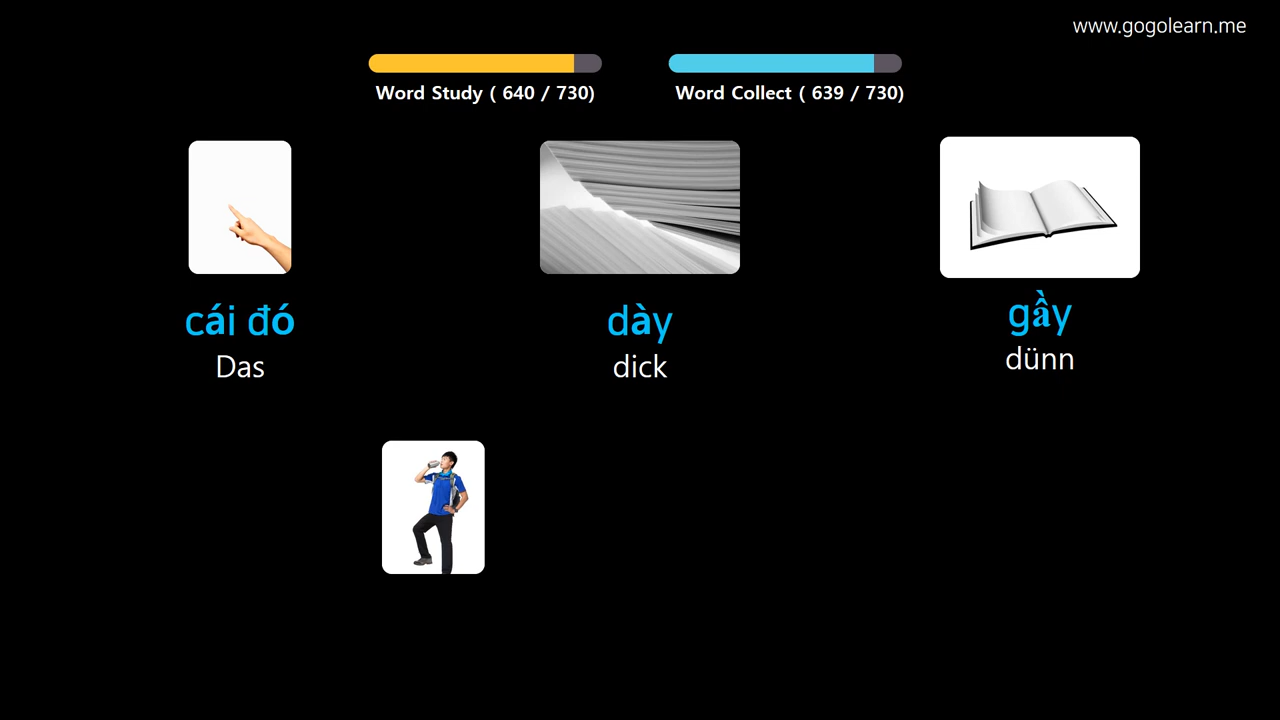 www.gogolearn.me
Word Study ( 640 / 730)
Word Collect ( 639 / 730)
cái đó
Das
dày
dick
gầy
dünn